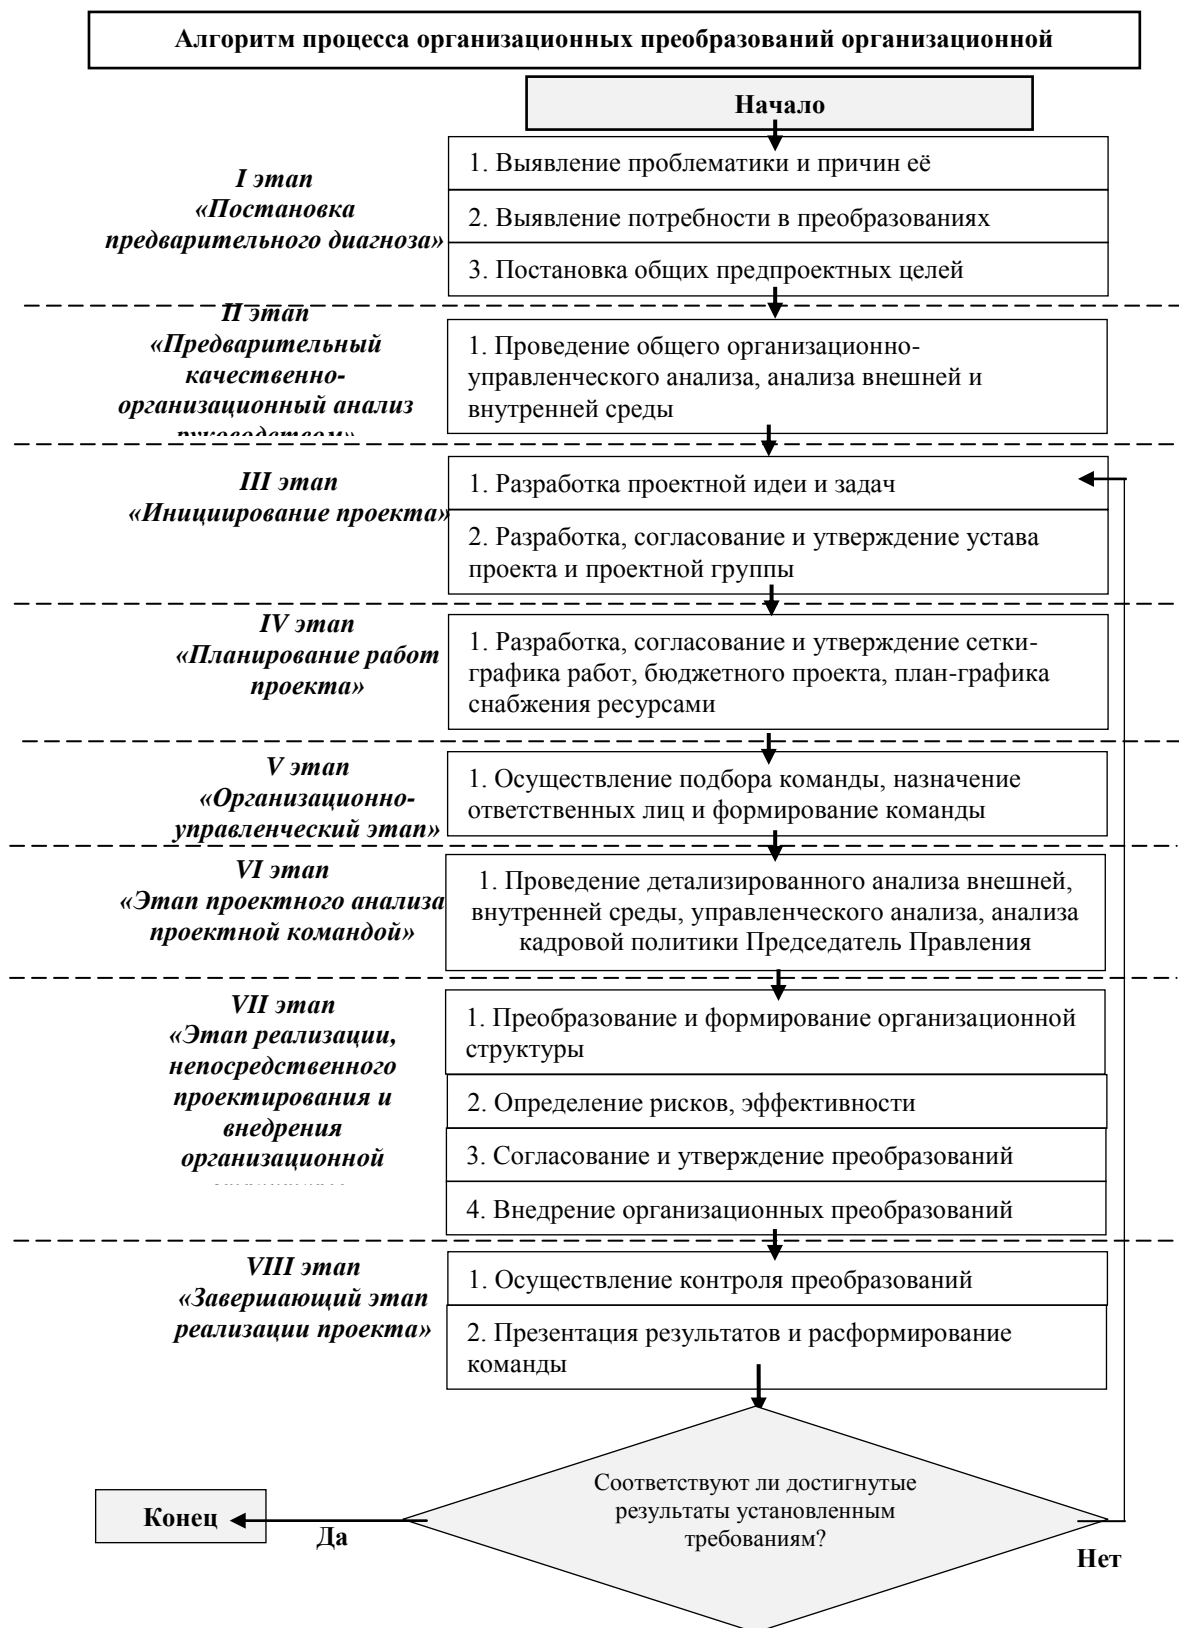 Алгоритм процесса организационных преобразований организационной
Начало
I этап
«Постановка
предварительного диагноза»
1. Выявление проблематики и причин её
2. Выявление потребности в преобразованиях
3. Постановка общих предпроектных целей
II этап
«Предварительный
качественно-
организационный анализ
руководством»
1. Проведение общего организационно-
управленческого анализа, анализа внешней и
внутренней среды
III этап
«Инициирование проекта»
1. Разработка проектной идеи и задач
2. Разработка, согласование и утверждение устава
проекта и проектной группы
IV этап
«Планирование работ
проекта»
1. Разработка, согласование и утверждение сетки-
графика работ, бюджетного проекта, план-графика
снабжения ресурсами
V этап
«Организационно-
управленческий этап»
1. Осуществление подбора команды, назначение
ответственных лиц и формирование команды
VI этап
«Этап проектного анализа
проектной командой»
1. Проведение детализированного анализа внешней,
внутренней среды, управленческого анализа, анализа
кадровой политики Председатель Правления
VII этап
«Этап реализации,
непосредственного
проектирования и
внедрения
организационной
1. Преобразование и формирование организационной
структуры
2. Определение рисков, эффективности
3. Согласование и утверждение преобразований
4. Внедрение организационных преобразований
VIII этап
«Завершающий этап
реализации проекта»
1. Осуществление контроля преобразований
2. Презентация результатов и расформирование
команды
Соответствуют ли достигнутые
результаты установленным
требованиям?
Конец
Да
Нет